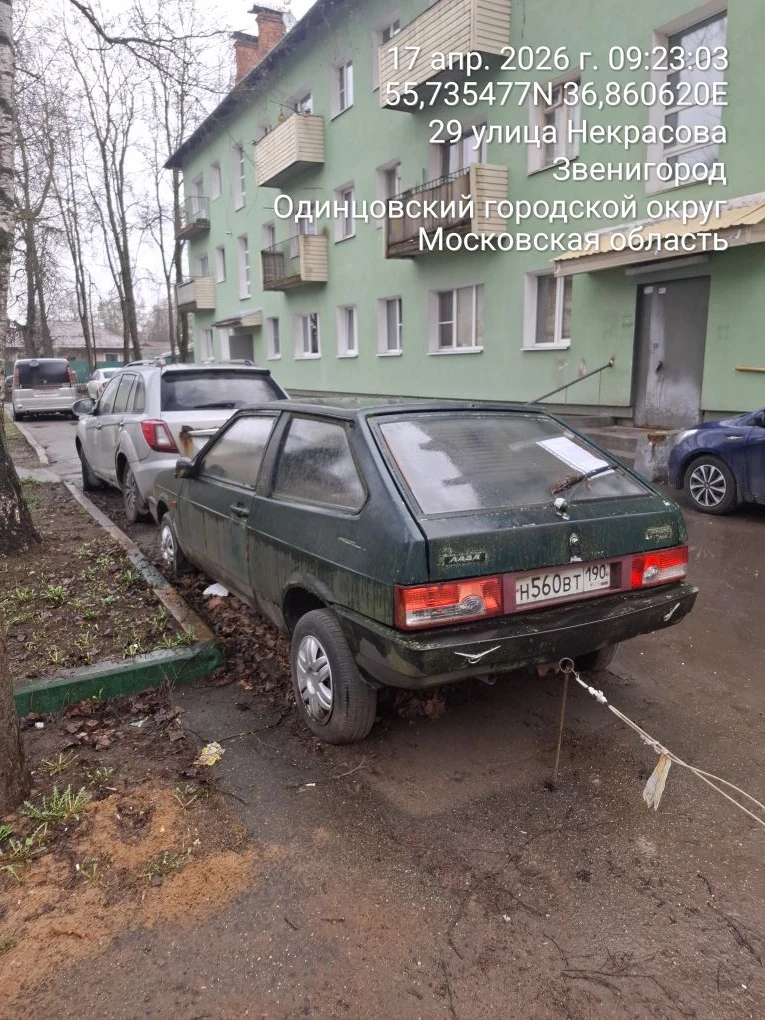 17 апр. 2026 г. 09:23:03
55,735477N 36,860620E
29 улица Некрасова
Звенигород
Одинцовский городской округ
Московская область
LADA
Н560ВТ 190